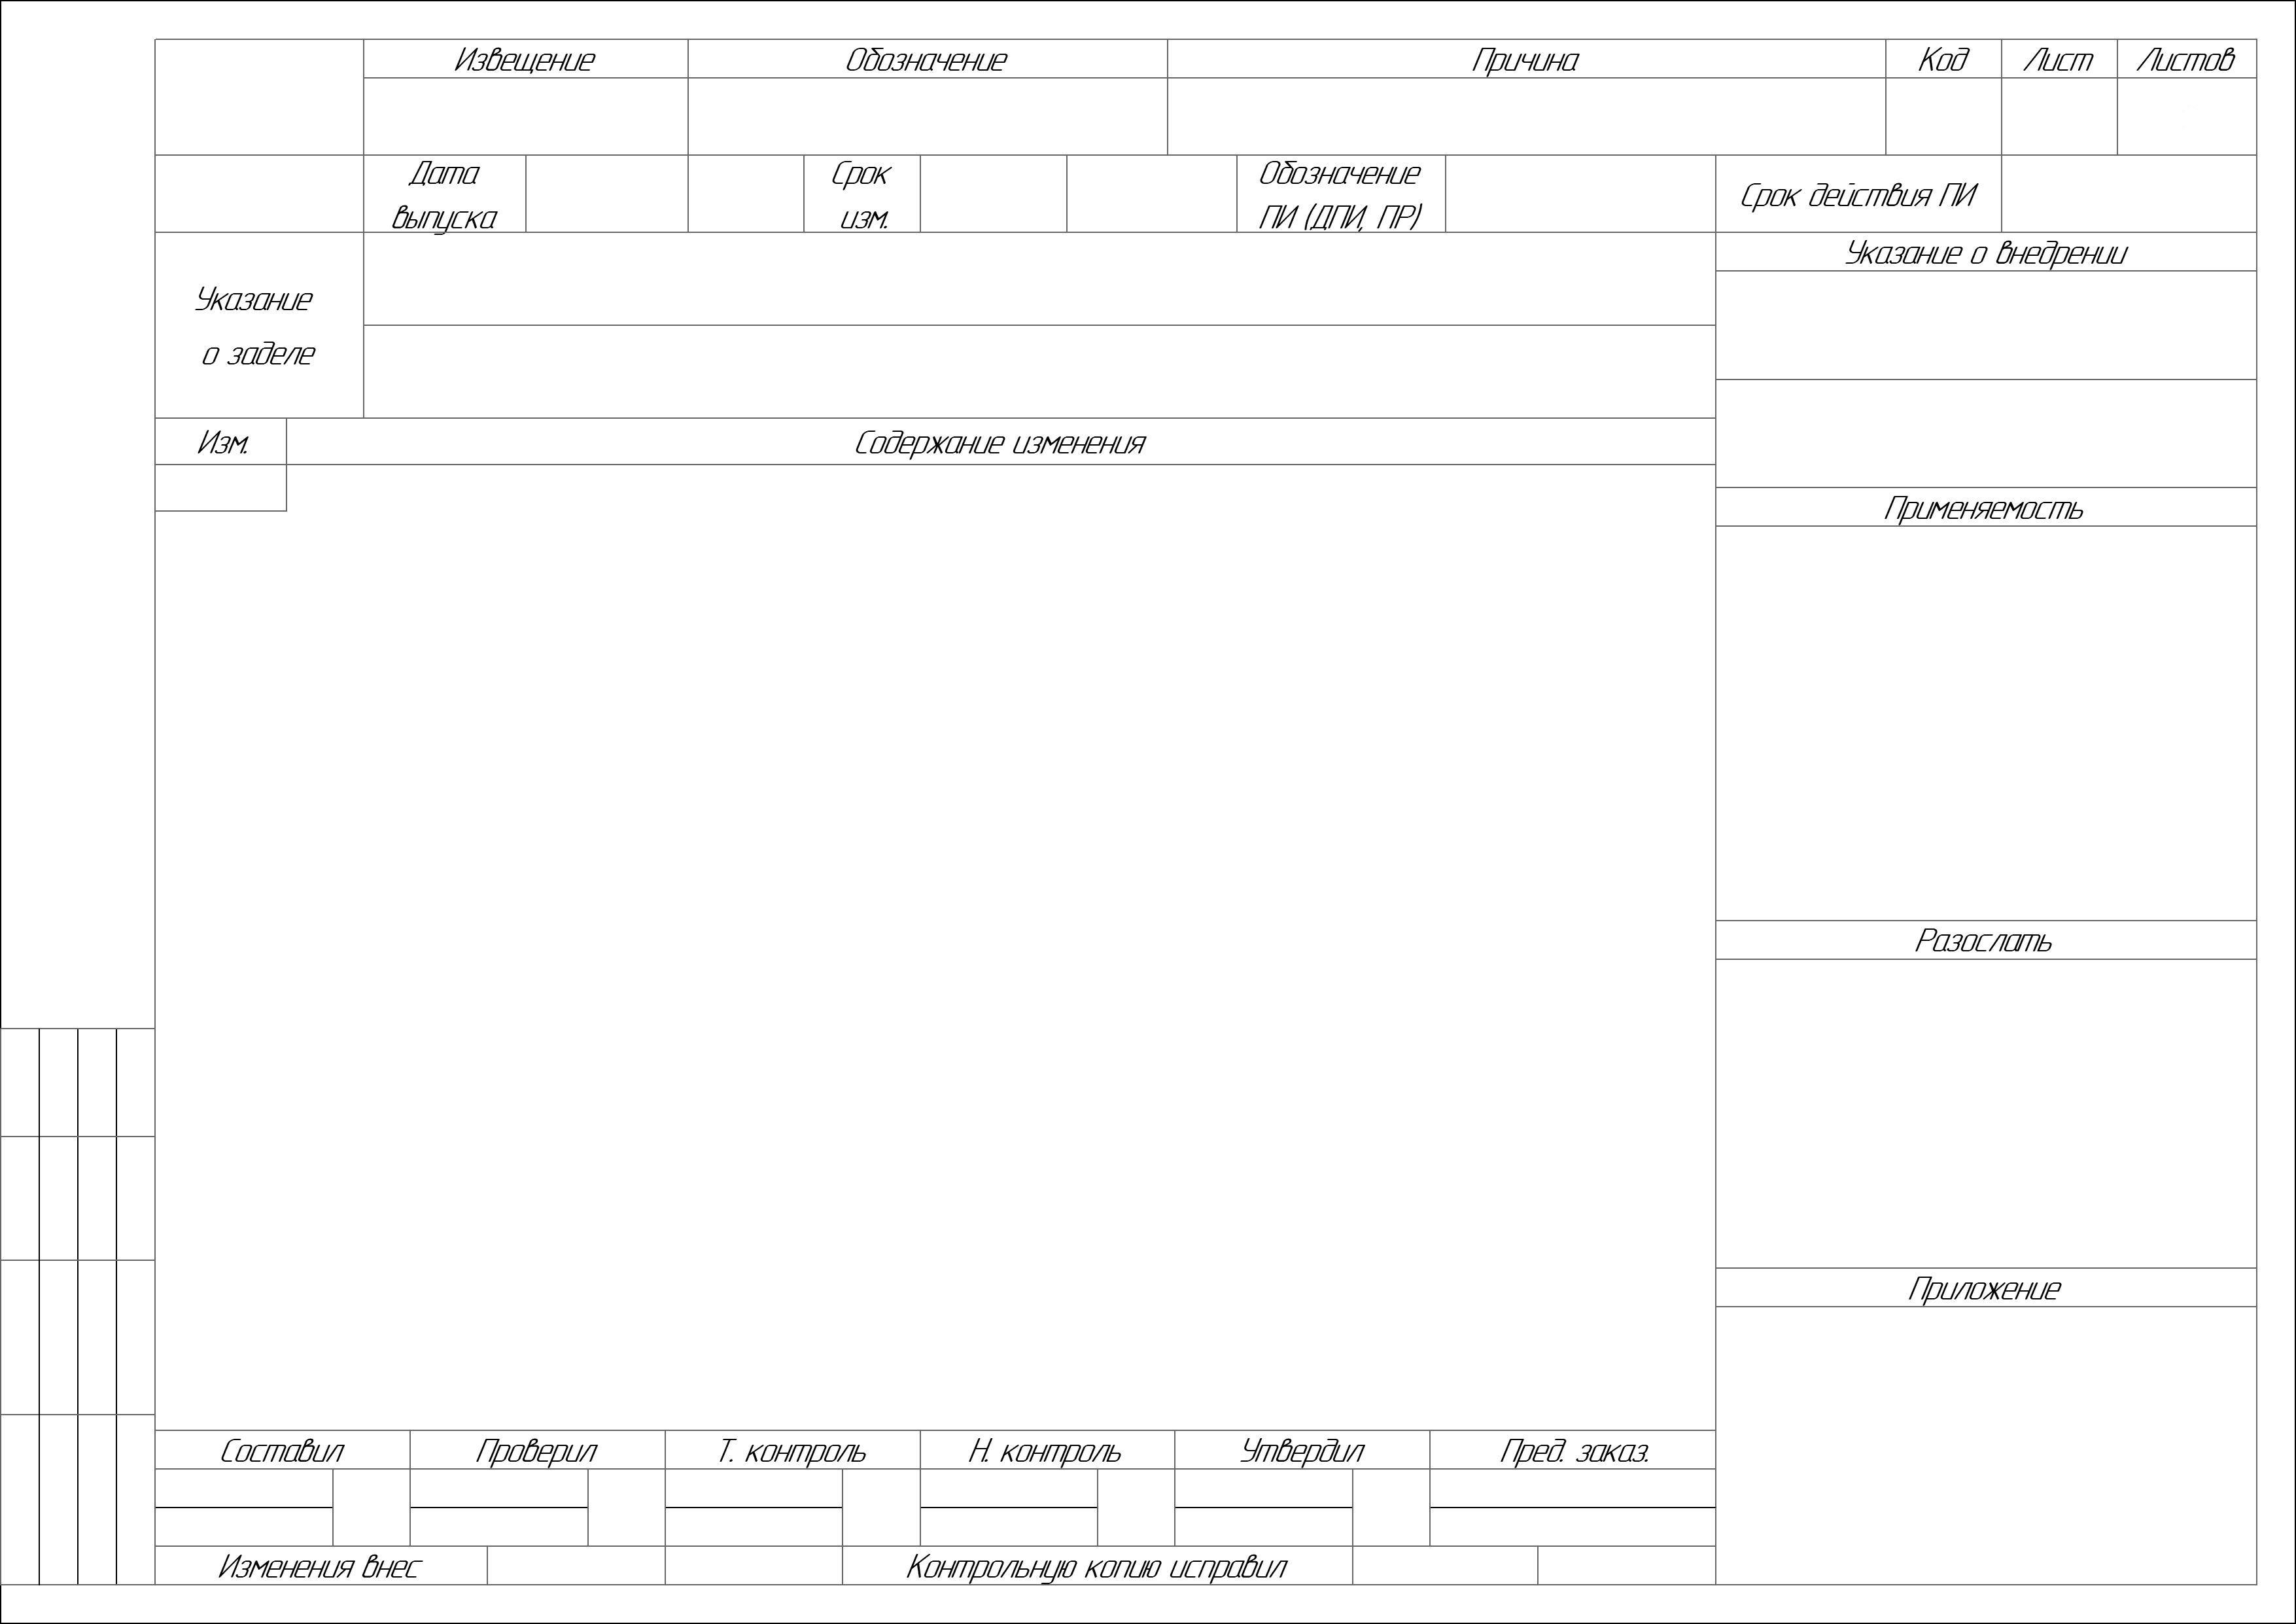 Извещение
Обозначение
Причина
Код
Лист
Листов
Дата
выпуска
Срок
изм.
Обозначение
ПИ (ДПИ, ПР)
Срок действия ПИ
Указание
о заделе
Указание о внедрении
Изм.
Содержание изменения
Применяемость
Разослать
Приложение
Составил
Проверил
Т. контроль
Н. контроль
Утвердил
Пред. заказ.
Изменения внес
Контрольную копию исправил